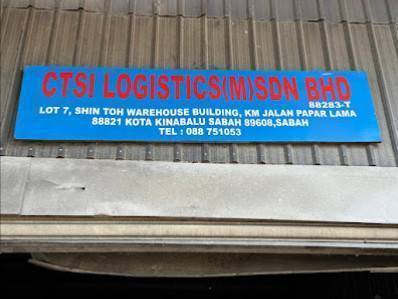 CTSI LOGISTICS(M)SDN BHD
88283-T
LOT 7, SHIN TOH WAREHOUSE BUILDING, KM JALAN PAPAR LAMA
88821 KOTA KINABALU SABAH 89608,SABAH
TEL : 088 751053